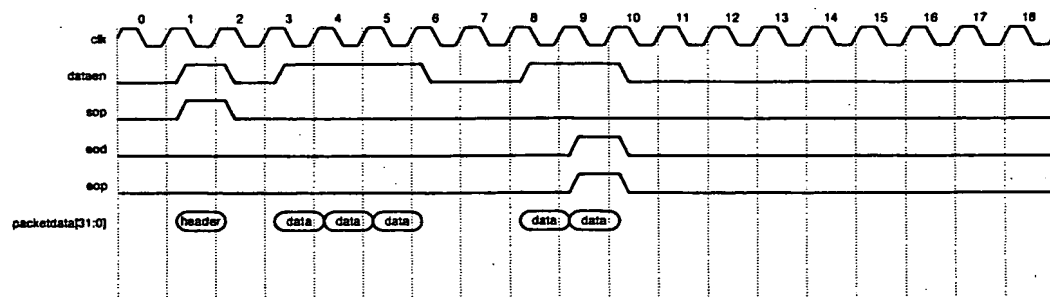 0 1 2 3 4 5 6 7 8 9 10 11 12 13 14 15 16 17 18
clk
dataen
sop
eod
eop
packetdata[31:0] header data data data data data